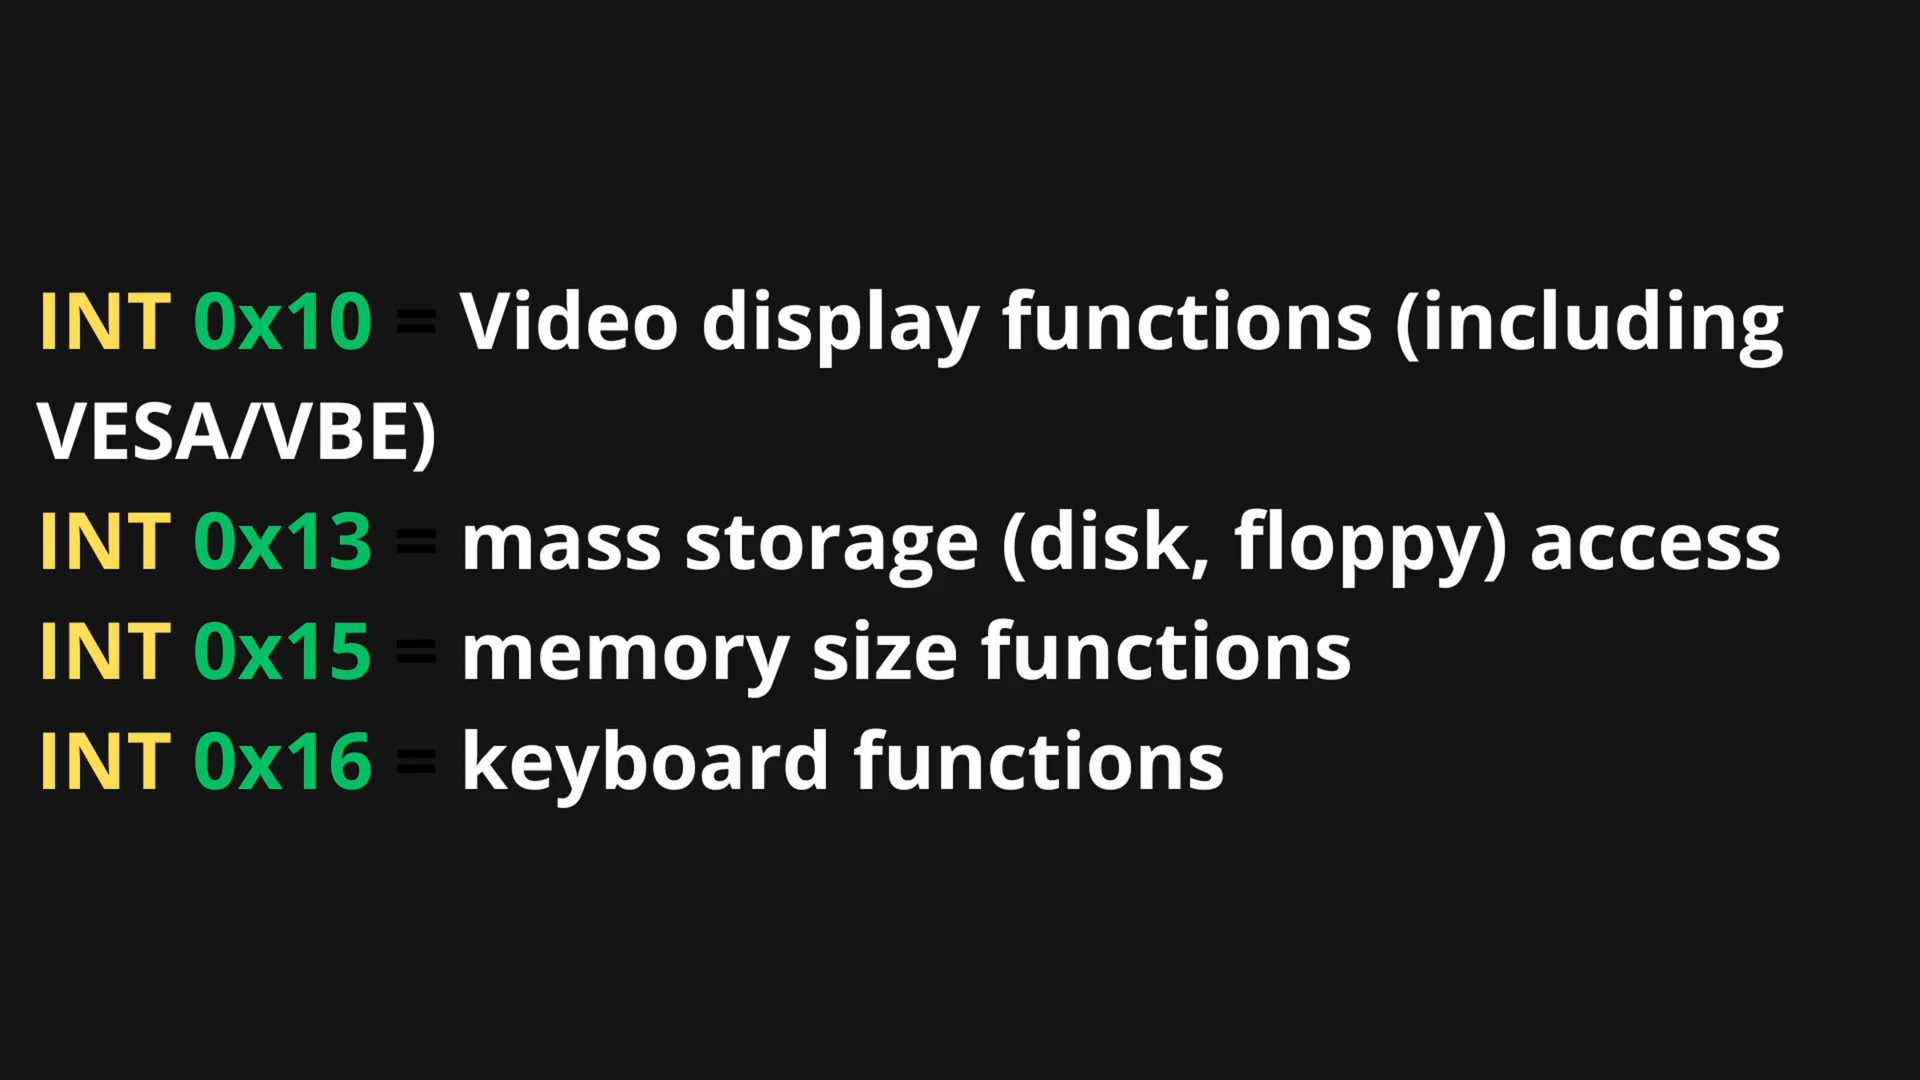 INT 0x10 = Video display functions (including
VESA/VBE)
INT 0x13 = mass storage (disk, floppy) access
INT 0x15 = memory size functions
INT 0x16 = keyboard functions